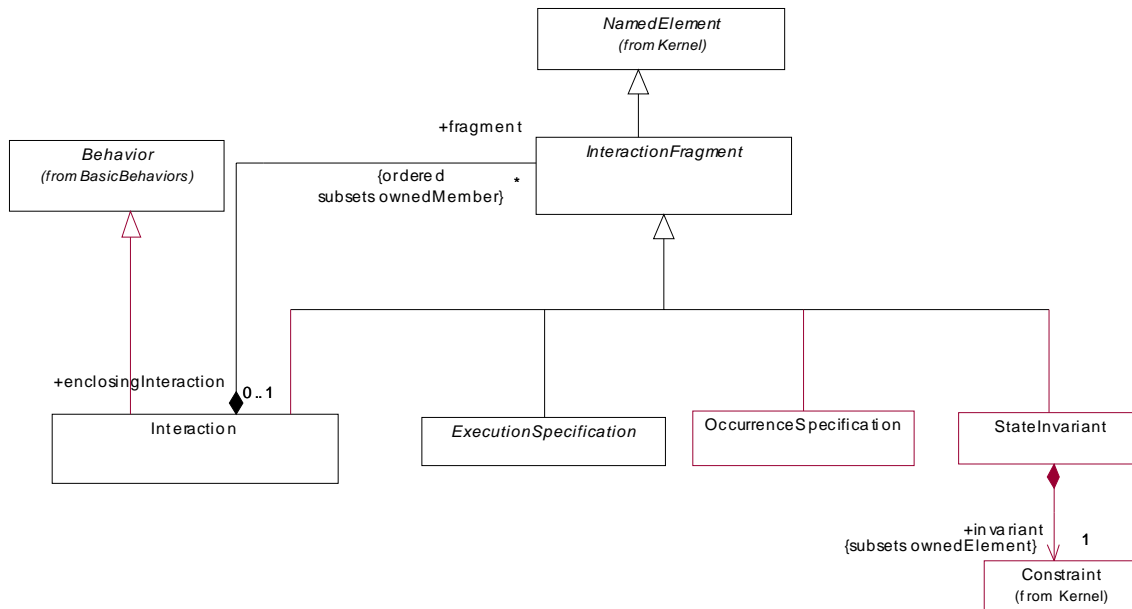 NamedElement
(from Kernel)
+fragment
Behavior
(from BasicBehaviors)
InteractionFragment
{ordered
subsets ownedMember}
*
+enclosingInteraction
0..1
Interaction
ExecutionSpecification
OccurrenceSpecification
StateInvariant
+invariant
{subsets ownedElement}
1
Constraint
(from Kernel)